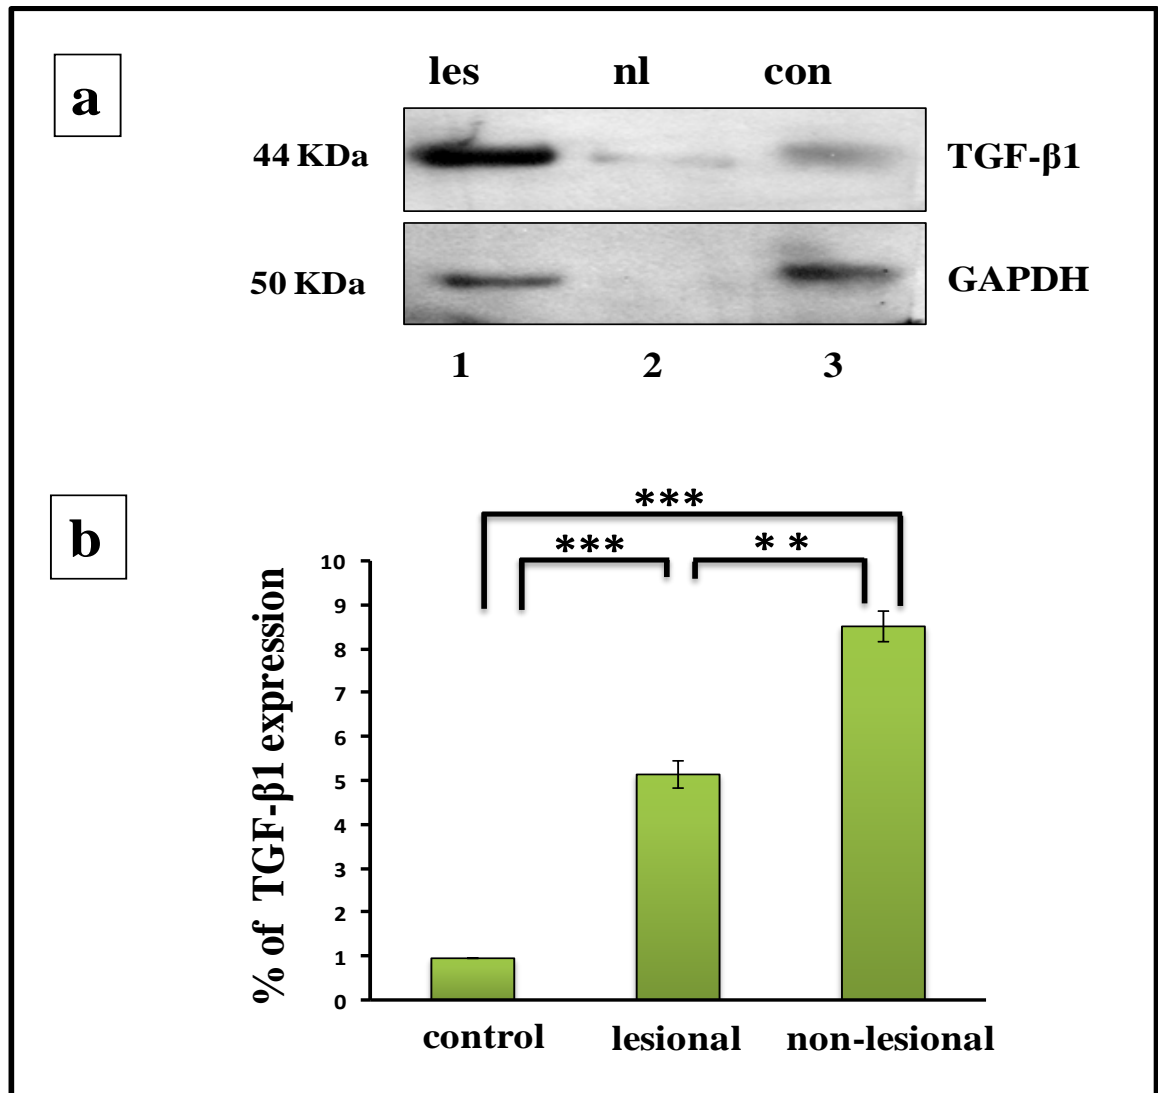 a
les nl con
44 KDa TGF-β1
50 KDa GAPDH
1 2 3
b
***
*** * *
% of TGF-β1 expression
10
9
8
7
6
5
4
3
2
1
0
control lesional non-lesional